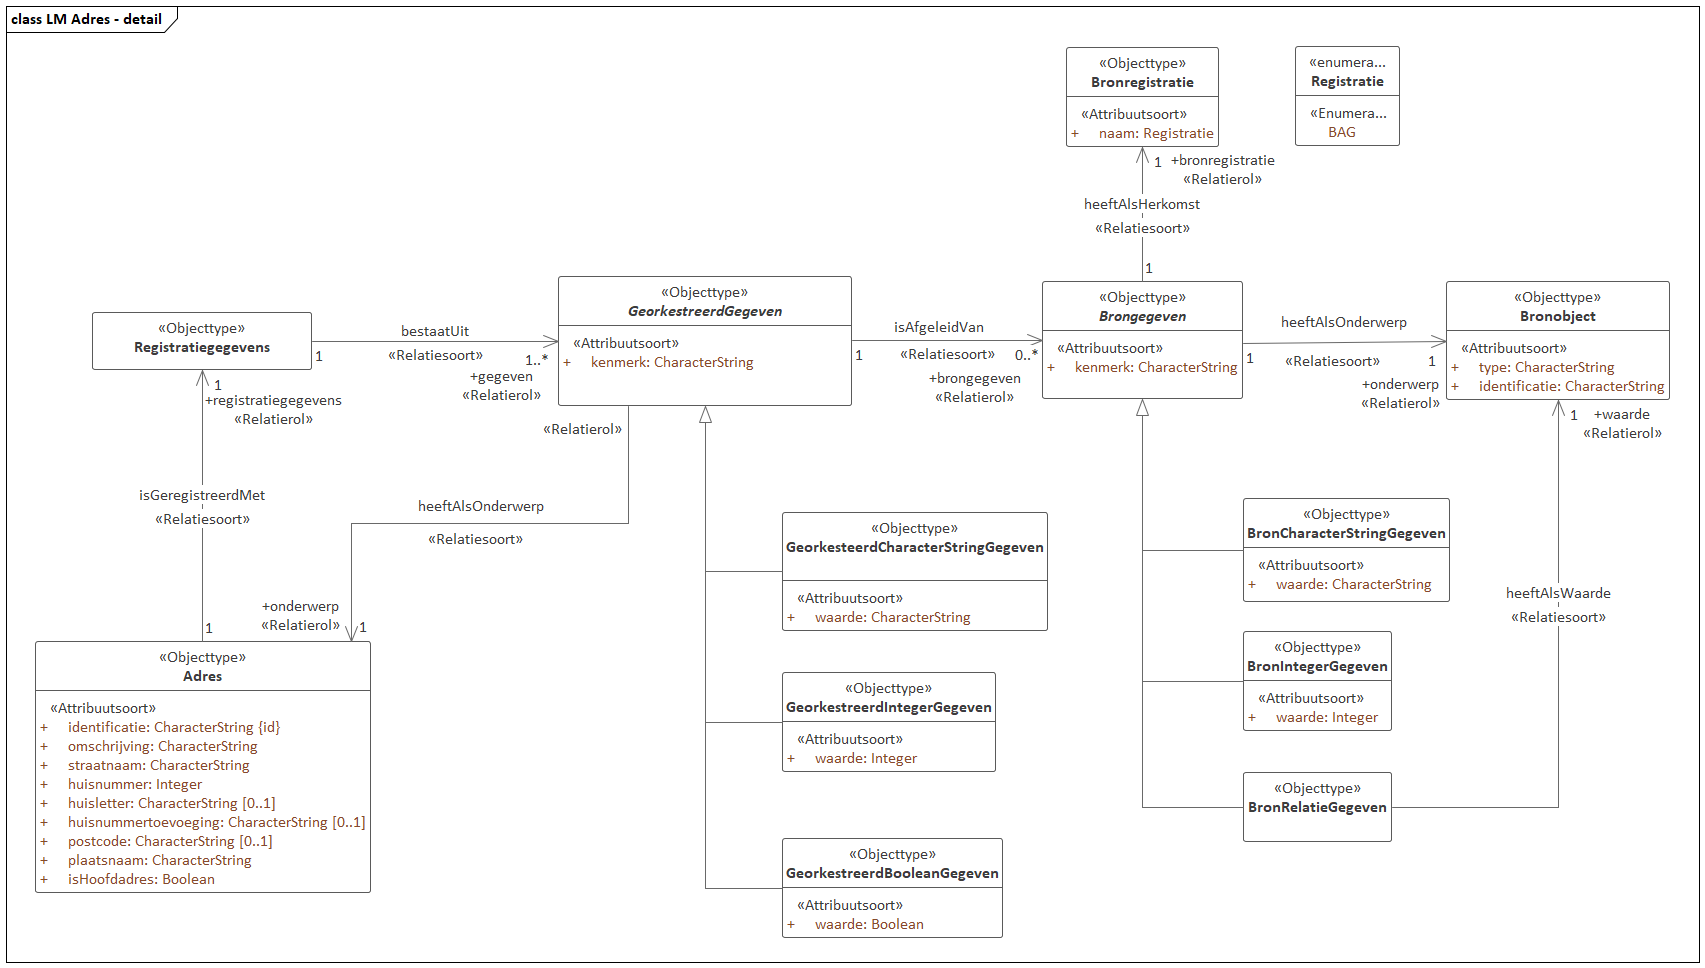 class LM Adres - detail
«Objecttype»
Bronregistratie
«Attribuutsoort»
+ naam: Registratie
«enumera...
Registratie
«Enumera...
BAG
1 +bronregistratie
«Relatierol»
heeftAlsHerkomst
«Relatiesoort»
1
«Objecttype»
Registratiegegevens
bestaatUit
«Relatiesoort»
1
1..*
+gegeven
«Relatierol»
«Objecttype»
GeorkestreerdGegeven
«Attribuutsoort»
+ kenmerk: CharacterString
isAfgeleidVan
«Relatiesoort»
1
0..*
+brongegeven
«Relatierol»
«Objecttype»
Brongegeven
«Attribuutsoort»
+ kenmerk: CharacterString
heeftAlsOnderwerp
«Relatiesoort»
1
1
+onderwerp
«Relatierol»
«Objecttype»
Bronobject
«Attribuutsoort»
+ type: CharacterString
+ identificatie: CharacterString
1
+registratiegegevens
«Relatierol»
isGeregistreerdMet
«Relatiesoort»
1
«Relatierol»
heeftAlsOnderwerp
«Relatiesoort»
+onderwerp
«Relatierol»
1
1 +waarde
«Relatierol»
heeftAlsWaarde
«Relatiesoort»
«Objecttype»
GeorkesteerdCharacterStringGegeven
«Attribuutsoort»
+ waarde: CharacterString
«Objecttype»
BronCharacterStringGegeven
«Attribuutsoort»
+ waarde: CharacterString
«Objecttype»
BronIntegerGegeven
«Attribuutsoort»
+ waarde: Integer
«Objecttype»
Adres
«Attribuutsoort»
+ identificatie: CharacterString {id}
+ omschrijving: CharacterString
+ straatnaam: CharacterString
+ huisnummer: Integer
+ huisletter: CharacterString [0..1]
+ huisnummertoevoeging: CharacterString [0..1]
+ postcode: CharacterString [0..1]
+ plaatsnaam: CharacterString
+ isHoofdadres: Boolean
«Objecttype»
GeorkestreerdIntegerGegeven
«Attribuutsoort»
+ waarde: Integer
«Objecttype»
BronRelatieGegeven
«Objecttype»
GeorkestreerdBooleanGegeven
«Attribuutsoort»
+ waarde: Boolean